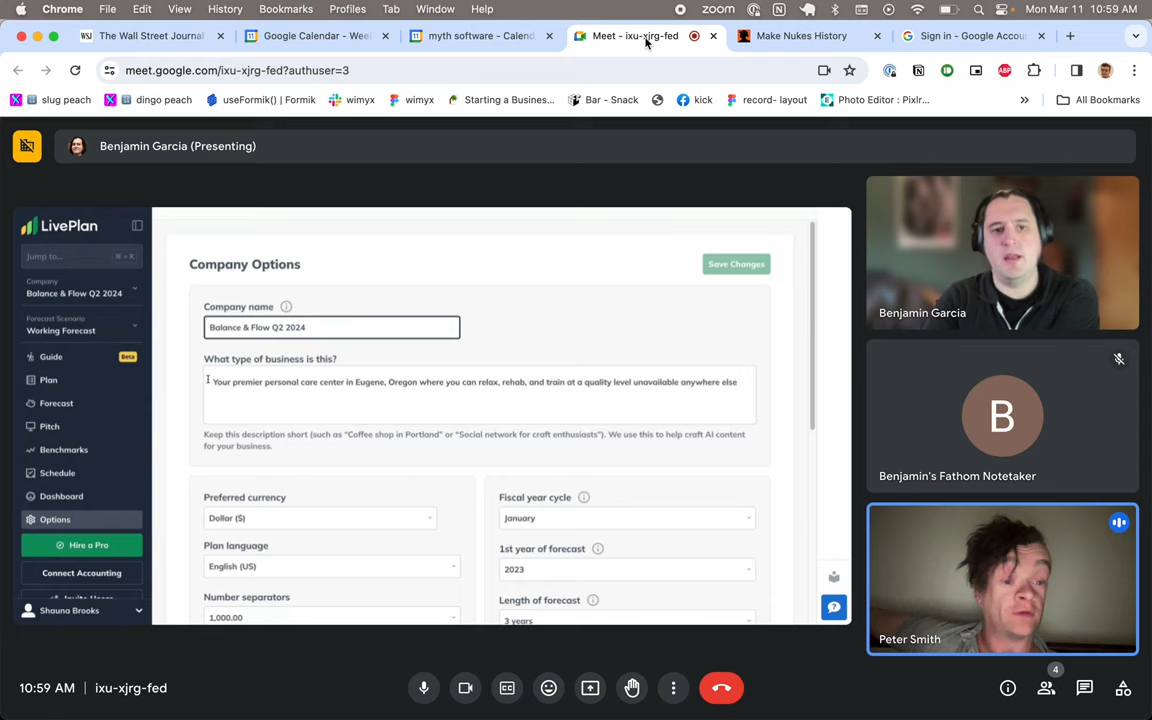 Chrome File Edit View History Bookmarks Profiles Tab Window Help zoom Mon Mar 11 10:59 AM
WSJ The Wall Street Journal Google Calendar - Wee myth software - Calend Meet - ixu-xjrg-fed Make Nukes History Sign in - Google Accou
meet.google.com/ixu-xjrg-fed?authuser=3
slug peach dingo peach useFormik() | Formik wimyx wimyx Starting a Business... Bar - Snack kick record- layout Photo Editor : Pixlr... All Bookmarks
Benjamin Garcia (Presenting)
LivePlan
Jump to... ⌘ + K
Company
Balance & Flow Q2 2024
Forecast Scenario
Working Forecast
Guide Beta
Plan
Forecast
Pitch
Benchmarks
Schedule
Dashboard
Options
Hire a Pro
Connect Accounting
Invite Users
Shauna Brooks
Company Options
Save Changes
Company name
Balance & Flow Q2 2024
What type of business is this?
Your premier personal care center in Eugene, Oregon where you can relax, rehab, and train at a quality level unavailable anywhere else
Keep this description short (such as “Coffee shop in Portland” or “Social network for craft enthusiasts”). We use this to help craft AI content
for your business.
Preferred currency
Dollar ($)
Plan language
English (US)
Number separators
1,000.00
Fiscal year cycle
January
1st year of forecast
2023
Length of forecast
3 years
Benjamin Garcia
B
Benjamin's Fathom Notetaker
Peter Smith
10:59 AM | ixu-xjrg-fed
4